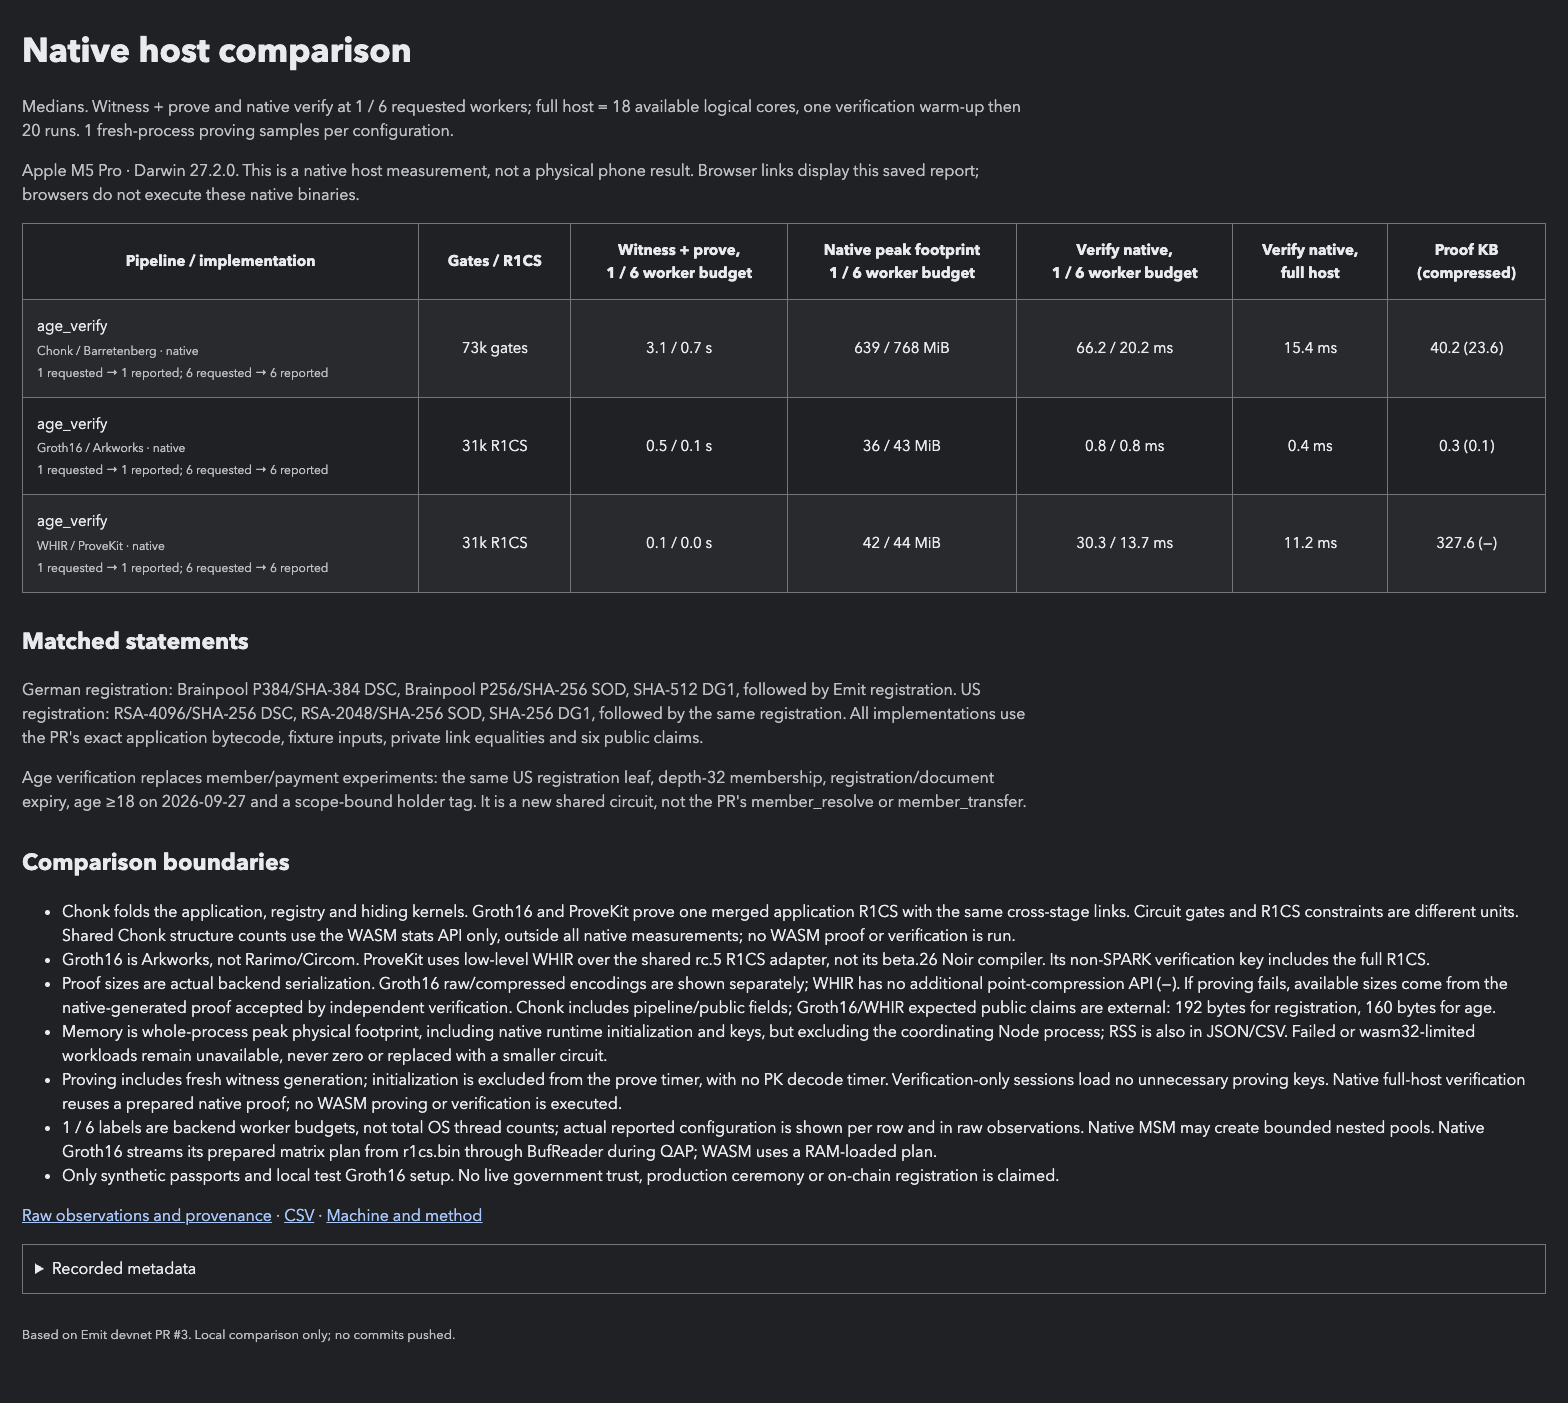 Native host comparison
Medians. Witness + prove and native verify at 1 / 6 requested workers; full host = 18 available logical cores, one verification warm-up then
20 runs. 1 fresh-process proving samples per configuration.
Apple M5 Pro · Darwin 27.2.0. This is a native host measurement, not a physical phone result. Browser links display this saved report;
browsers do not execute these native binaries.
Pipeline / implementation
Gates / R1CS
Witness + prove,
1 / 6 worker budget
Native peak footprint
1 / 6 worker budget
Verify native,
1 / 6 worker budget
Verify native,
full host
Proof KB
(compressed)
age_verify
Chonk / Barretenberg · native
1 requested → 1 reported; 6 requested → 6 reported
73k gates
3.1 / 0.7 s
639 / 768 MiB
66.2 / 20.2 ms
15.4 ms
40.2 (23.6)
age_verify
Groth16 / Arkworks · native
1 requested → 1 reported; 6 requested → 6 reported
31k R1CS
0.5 / 0.1 s
36 / 43 MiB
0.8 / 0.8 ms
0.4 ms
0.3 (0.1)
age_verify
WHIR / ProveKit · native
1 requested → 1 reported; 6 requested → 6 reported
31k R1CS
0.1 / 0.0 s
42 / 44 MiB
30.3 / 13.7 ms
11.2 ms
327.6 (—)
Matched statements
German registration: Brainpool P384/SHA-384 DSC, Brainpool P256/SHA-256 SOD, SHA-512 DG1, followed by Emit registration. US
registration: RSA-4096/SHA-256 DSC, RSA-2048/SHA-256 SOD, SHA-256 DG1, followed by the same registration. All implementations use
the PR's exact application bytecode, fixture inputs, private link equalities and six public claims.
Age verification replaces member/payment experiments: the same US registration leaf, depth-32 membership, registration/document
expiry, age ≥18 on 2026-09-27 and a scope-bound holder tag. It is a new shared circuit, not the PR's member_resolve or member_transfer.
Comparison boundaries
• Chonk folds the application, registry and hiding kernels. Groth16 and ProveKit prove one merged application R1CS with the same cross-stage links. Circuit gates and R1CS constraints are different units.
Shared Chonk structure counts use the WASM stats API only, outside all native measurements; no WASM proof or verification is run.
• Groth16 is Arkworks, not Rarimo/Circom. ProveKit uses low-level WHIR over the shared rc.5 R1CS adapter, not its beta.26 Noir compiler. Its non-SPARK verification key includes the full R1CS.
• Proof sizes are actual backend serialization. Groth16 raw/compressed encodings are shown separately; WHIR has no additional point-compression API (—). If proving fails, available sizes come from the
native-generated proof accepted by independent verification. Chonk includes pipeline/public fields; Groth16/WHIR expected public claims are external: 192 bytes for registration, 160 bytes for age.
• Memory is whole-process peak physical footprint, including native runtime initialization and keys, but excluding the coordinating Node process; RSS is also in JSON/CSV. Failed or wasm32-limited
workloads remain unavailable, never zero or replaced with a smaller circuit.
• Proving includes fresh witness generation; initialization is excluded from the prove timer, with no PK decode timer. Verification-only sessions load no unnecessary proving keys. Native full-host verification
reuses a prepared native proof; no WASM proving or verification is executed.
• 1 / 6 labels are backend worker budgets, not total OS thread counts; actual reported configuration is shown per row and in raw observations. Native MSM may create bounded nested pools. Native
Groth16 streams its prepared matrix plan from r1cs.bin through BufReader during QAP; WASM uses a RAM-loaded plan.
• Only synthetic passports and local test Groth16 setup. No live government trust, production ceremony or on-chain registration is claimed.
Raw observations and provenance · CSV · Machine and method
▶ Recorded metadata
Based on Emit devnet PR #3. Local comparison only; no commits pushed.